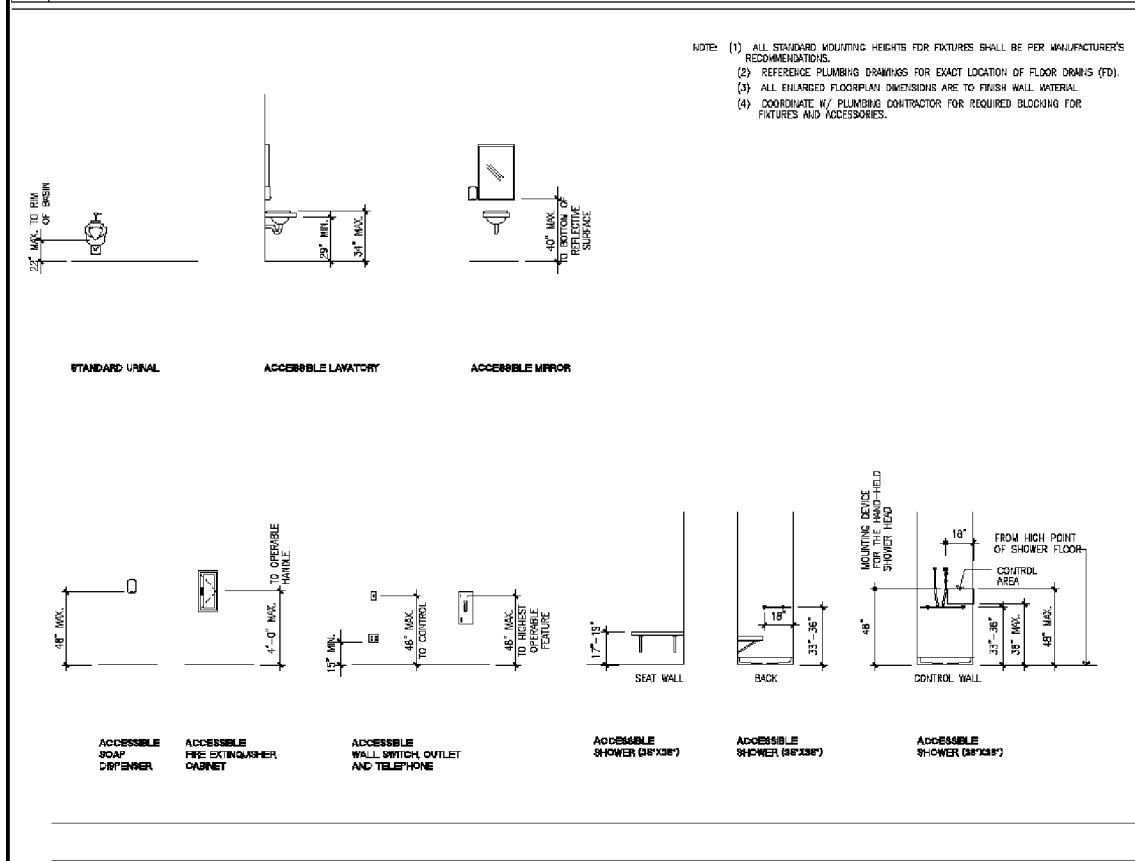 NOTE: (1) ALL STANDARD MOUNTING HEIGHTS FOR FIXTURES SHALL BE PER MANUFACTURER'S
RECOMMENDATIONS.
(2) REFERENCE PLUMBING DRAWINGS FOR EXACT LOCATION OF FLOOR DRAINS (FD).
(3) ALL ENLARGED FLOORPLAN DIMENSIONS ARE TO FINISH WALL MATERIAL.
(4) COORDINATE W/ PLUMBING CONTRACTOR FOR REQUIRED BLOCKING FOR
FIXTURES AND ACCESSORIES.
22" MAX. TO RIM
OF BASIN
29" MIN.
34" MAX.
40" MAX.
TO BOTTOM OF
REFLECTIVE
SURFACE
STANDARD URINAL
ACCESSIBLE LAVATORY
ACCESSIBLE MIRROR
48" MAX.
4'-0" MAX. TO OPERABLE
HANDLE
15" MIN.
48" MAX.
TO CONTROL
48" MAX.
TO HIGHEST
OPERABLE
FEATURE
17"-19"
SEAT WALL
18"
33"-36"
BACK
MOUNTING DEVICE
FOR THE HAND-HELD
SHOWER HEAD
48"
18"
FROM HIGH POINT
OF SHOWER FLOOR
CONTROL
AREA
33"-36"
38" MAX.
48" MAX.
CONTROL WALL
ACCESSIBLE
SOAP
DISPENSER
ACCESSIBLE
FIRE EXTINGUISHER
CABINET
ACCESSIBLE
WALL SWITCH, OUTLET
AND TELEPHONE
ACCESSIBLE
SHOWER
ACCESSIBLE
SHOWER
ACCESSIBLE
SHOWER